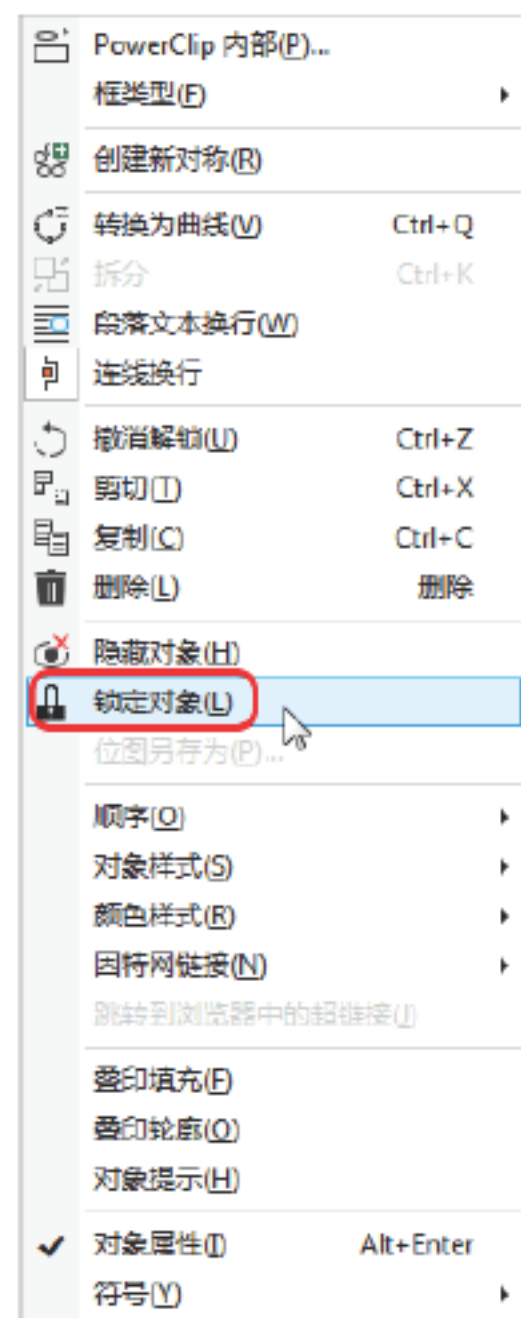 PowerClip 内部(P)...
框类型(F)
创建新对称(R)
转换为曲线(V) Ctrl+Q
拆分 Ctrl+K
段落文本换行(W)
连线换行
撤消解锁(U) Ctrl+Z
剪切(T) Ctrl+X
复制(C) Ctrl+C
删除(L) 删除
隐藏对象(H)
锁定对象(L)
位图另存为(P)...
顺序(O)
对象样式(S)
颜色样式(R)
因特网链接(N)
跳转到浏览器中的超链接(J)
叠印填充(F)
叠印轮廓(O)
对象提示(H)
对象属性(I) Alt+Enter
符号(Y)